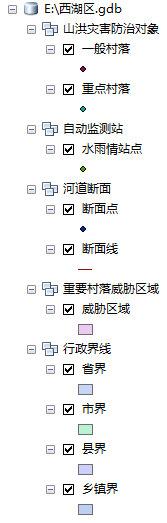 E:\西湖区.gdb
山洪灾害防治对象
一般村落
重点村落
自动监测站
水雨情站点
河道断面
断面点
断面线
重要村落威胁区域
威胁区域
行政界线
省界
市界
县界
乡镇界